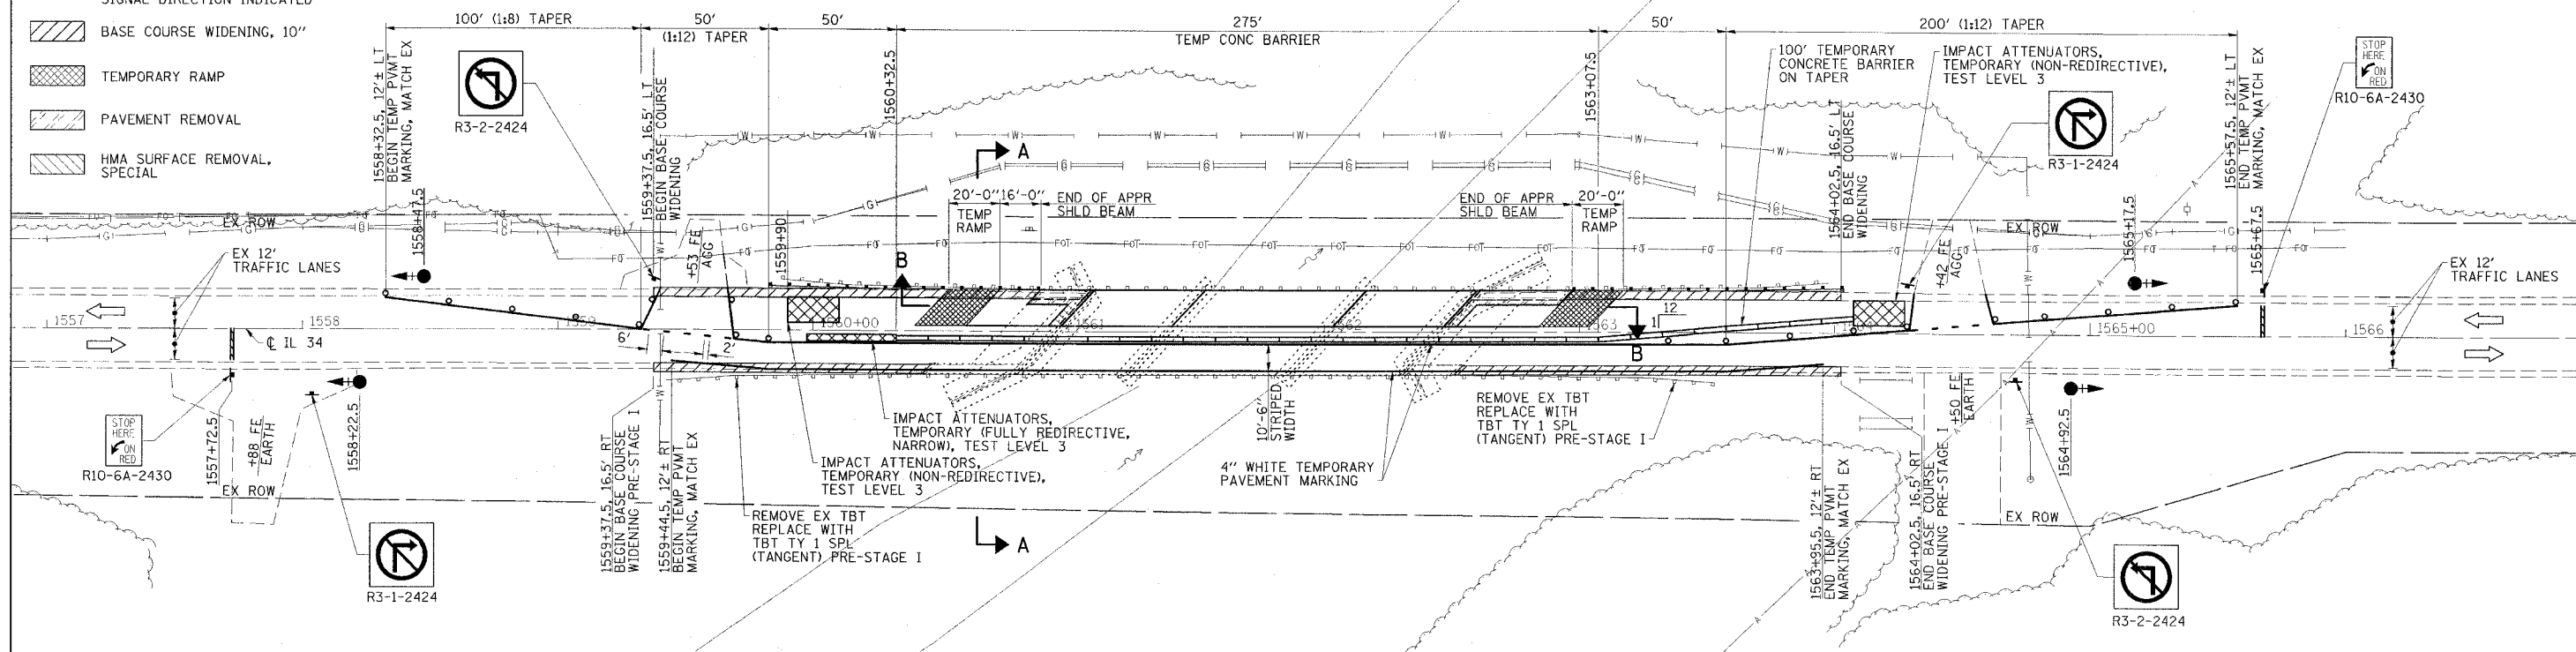 SIGNAL DIRECTION INDICATED
BASE COURSE WIDENING, 10"
TEMPORARY RAMP
PAVEMENT REMOVAL
HMA SURFACE REMOVAL,
SPECIAL
100' (1:8) TAPER
50'
(1:12) TAPER
50'
275'
TEMP CONC BARRIER
50'
200' (1:12) TAPER
R3-2-2424
1558+32.5, 12'± LT
BEGIN TEMP PVMT
MARKING, MATCH EX
1558+47.5
1559+37.5, 16.5' LT
BEGIN BASE COURSE
WIDENING
+53 FE
AGG
1559+90
1560+32.5
A
20'-0"
TEMP
RAMP
16'-0"
END OF APPR
SHLD BEAM
END OF APPR
SHLD BEAM
20'-0"
TEMP
RAMP
1563+07.5
100' TEMPORARY
CONCRETE BARRIER
ON TAPER
IMPACT ATTENUATORS,
TEMPORARY (NON-REDIRECTIVE),
TEST LEVEL 3
R3-1-2424
1564+02.5, 16.5' LT
END BASE COURSE
WIDENING
+42 FE
AGG
1565+17.5
1565+57.5, 12'± LT
END TEMP PVMT
MARKING, MATCH EX
1565+67.5
STOP
HERE
ON
RED
R10-6A-2430
EX ROW
EX ROW
EX 12'
TRAFFIC LANES
EX 12'
TRAFFIC LANES
B
12
1
B
1557
1558
1559
1560+00
1561
1562
1563
1565+00
1566
℄ IL 34
6'
2'
STOP
HERE
ON
RED
R10-6A-2430
1557+72.5
+88 FE
EARTH
1558+22.5
EX ROW
R3-1-2424
1559+37.5, 16.5' RT
BEGIN BASE COURSE
WIDENING PRE-STAGE I
1559+44.5, 12'± RT
BEGIN TEMP PVMT
MARKING, MATCH EX
IMPACT ATTENUATORS,
TEMPORARY (FULLY REDIRECTIVE,
NARROW), TEST LEVEL 3
IMPACT ATTENUATORS,
TEMPORARY (NON-REDIRECTIVE),
TEST LEVEL 3
REMOVE EX TBT
REPLACE WITH
TBT TY 1 SPL
(TANGENT) PRE-STAGE I
A
10'-6"
STRIPED
WIDTH
4" WHITE TEMPORARY
PAVEMENT MARKING
REMOVE EX TBT
REPLACE WITH
TBT TY 1 SPL
(TANGENT) PRE-STAGE I
1563+95.5, 12'± RT
END TEMP PVMT
MARKING, MATCH EX
1564+02.5, 16.5' RT
END BASE COURSE
WIDENING PRE-STAGE I
+50 FE
EARTH
1564+92.5
EX ROW
R3-2-2424